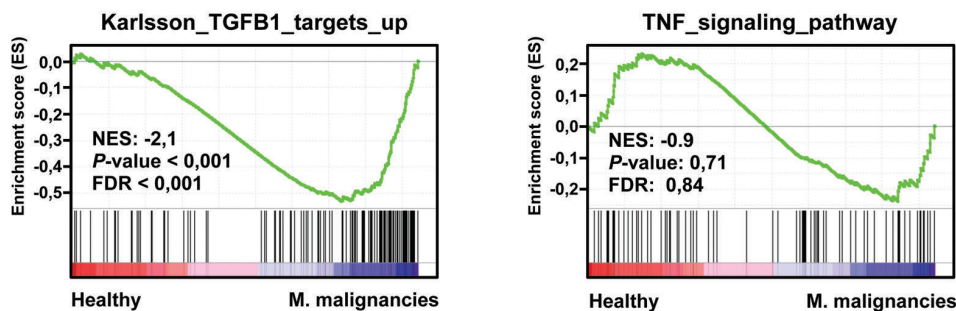 Karlsson_TGFB1_targets_up
Enrichment score (ES)
0,0
-0,1
-0,2
-0,3
-0,4
-0,5
NES: -2,1
P-value < 0,001
FDR < 0,001
Healthy M. malignancies
TNF_signaling_pathway
Enrichment score (ES)
0,2
0,1
0,0
-0,1
-0,2
NES: -0.9
P-value: 0,71
FDR: 0,84
Healthy M. malignancies